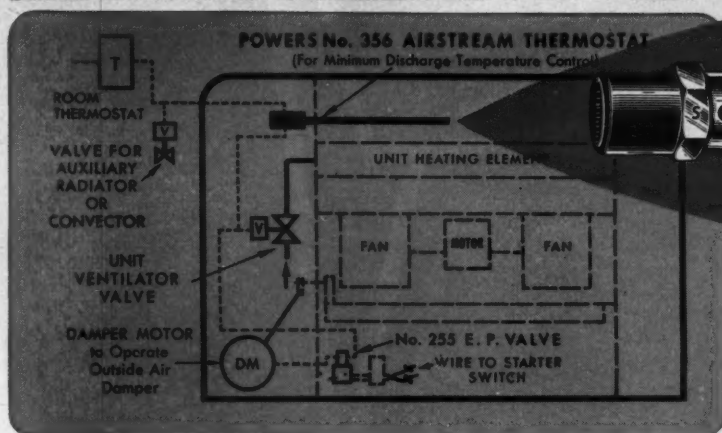 POWERS No. 356 AIRSTREAM THERMOSTAT
(For Minimum Discharge Temperature Control)
T
ROOM
THERMOSTAT
V
VALVE FOR
AUXILIARY
RADIATOR
OR
CONVECTOR
UNIT HEATING ELEMENT
V
FAN
MOTOR
FAN
UNIT
VENTILATOR
VALVE
DAMPER MOTOR
to Operate
Outside Air
Damper
DM
No. 255 E. P. VALVE
WIRE TO STARTER
SWITCH
S